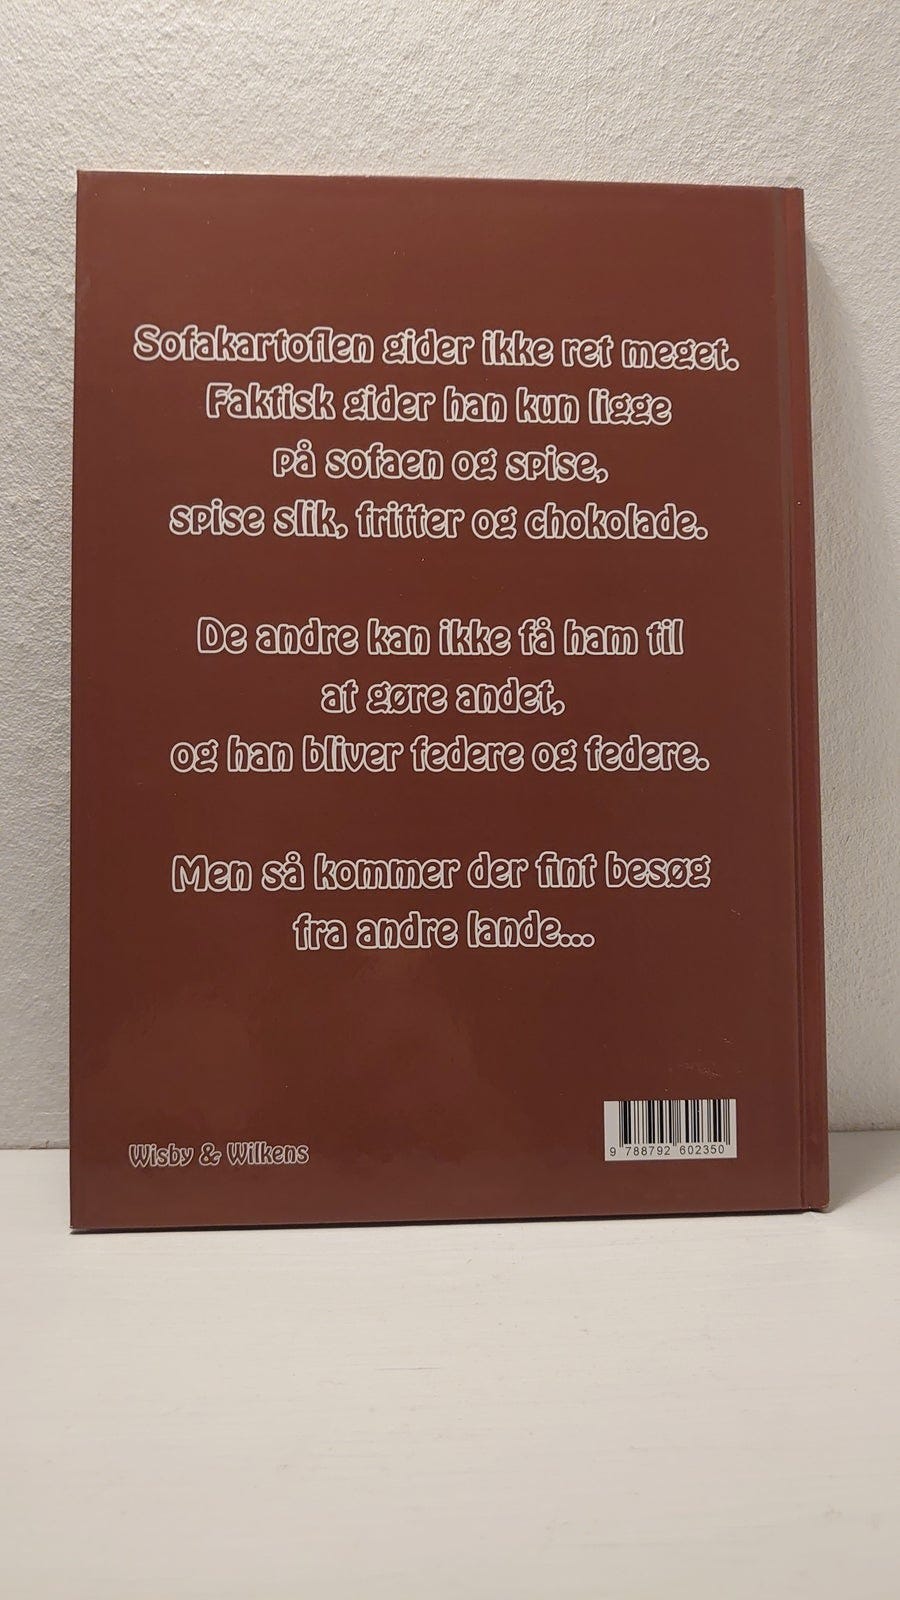 Sofakartoflen gider ikke ret meget.
Faktisk gider han kun ligge
på sofaen og spise,
spise slik, fritter og chokolade.
De andre kan ikke få ham til
at gøre andet,
og han bliver federe og federe.
Men så kommer der fint besøg
fra andre lande...
Wisby & Wilkens
9 788792 602350